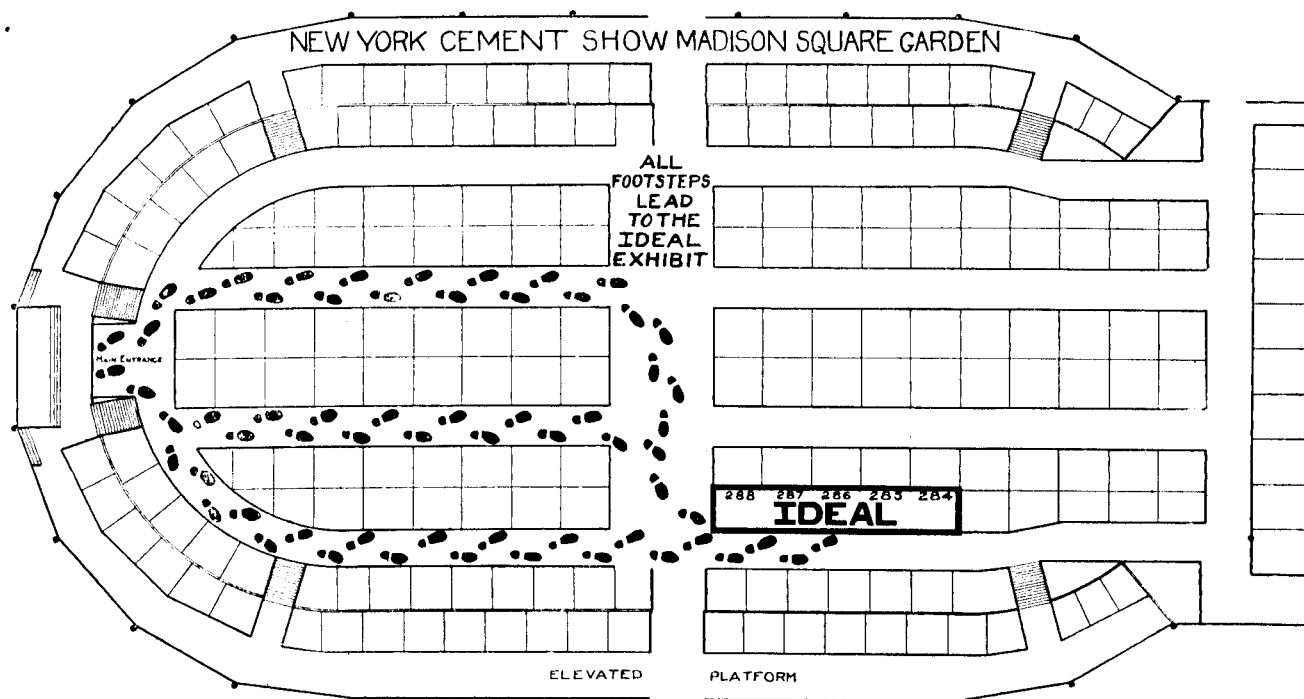 NEW YORK CEMENT SHOW MADISON SQUARE GARDEN
ALL
FOOTSTEPS
LEAD
TO THE
IDEAL
EXHIBIT
MAIN ENTRANCE
288 287 286 285 284
IDEAL
ELEVATED PLATFORM